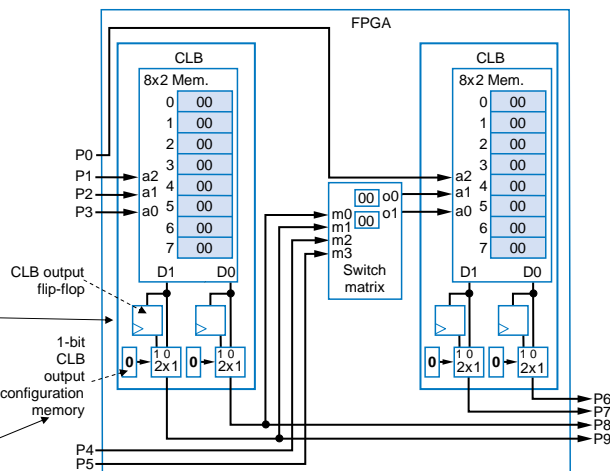 FPGA
CLB
8x2 Mem.
0 00
1 00
2 00
3 00
4 00
5 00
6 00
7 00
a2
a1
a0
D1 D0
1 0
2x1
0
1 0
2x1
0
P0
P1
P2
P3
CLB output
flip-flop
1-bit
CLB
output
configuration
memory
P4
P5
00 o0
00 o1
m0
m1
m2
m3
Switch
matrix
CLB
8x2 Mem.
0 00
1 00
2 00
3 00
4 00
5 00
6 00
7 00
a2
a1
a0
D1 D0
1 0
2x1
0
1 0
2x1
0
P6
P7
P8
P9